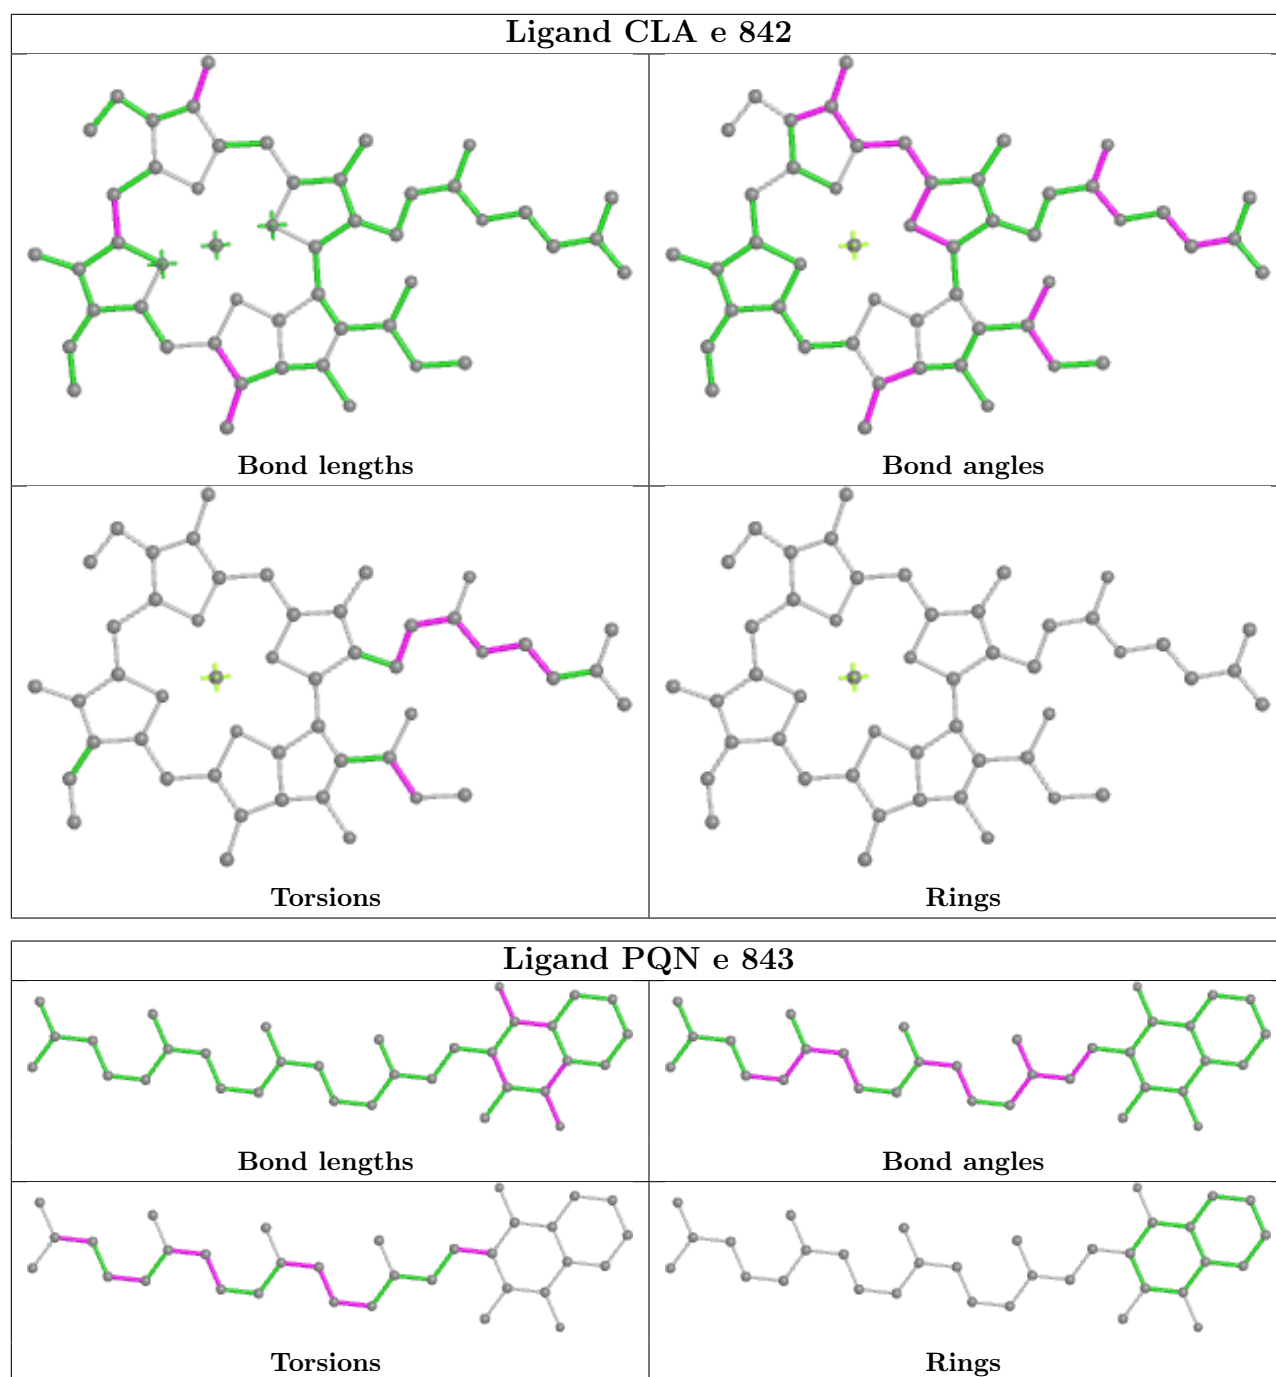 Ligand CLA e 842
Bond lengths
Bond angles
Torsions
Rings
Ligand PQN e 843
Bond lengths
Bond angles
Torsions
Rings